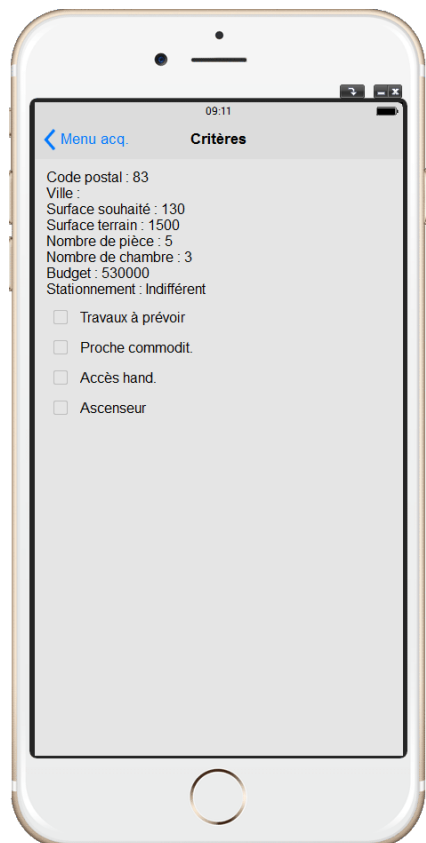 09:11
Menu acq.
Critères
Code postal : 83
Ville :
Surface souhaité : 130
Surface terrain : 1500
Nombre de pièce : 5
Nombre de chambre : 3
Budget : 530000
Stationnement : Indifférent
Travaux à prévoir
Proche commodit.
Accès hand.
Ascenseur